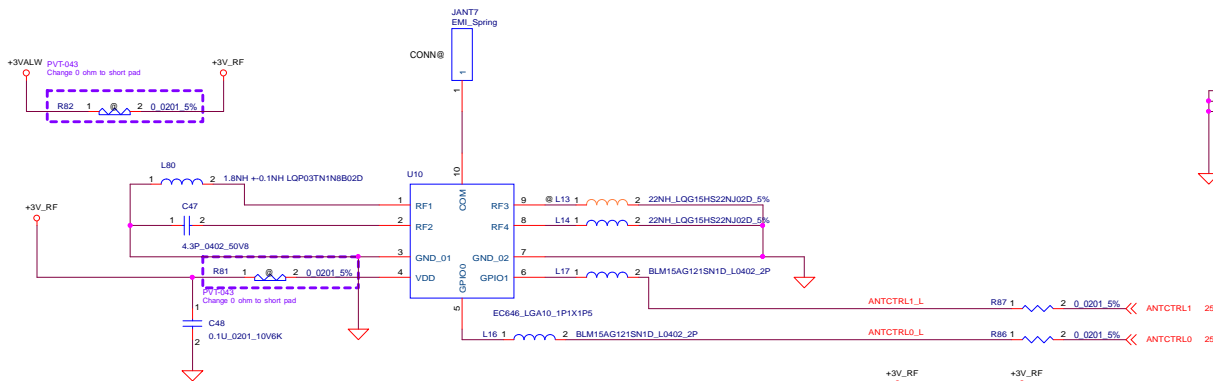 JANT7
EMI_Spring
CONN@
1
1
+3VALW
PVT-043
Change 0 ohm to short pad
+3V_RF
R82 1 @ 2 0_0201_5%
L80
1 2 1.8NH +-0.1NH LQP03TN1N8B02D
U10
10
COM
1 RF1
RF3 9 @ L13 1 2 22NH_LQG15HS22NJ02D_5%
+3V_RF
C47
1 2
2 RF2
RF4 8 L14 1 2 22NH_LQG15HS22NJ02D_5%
4.3P_0402_50V8
3 GND_01
GND_02 7
R81 1 @ 2 0_0201_5%
4 VDD
GPIO0
GPIO1 6 L17 1 2 BLM15AG121SN1D_L0402_2P
PVT-043
Change 0 ohm to short pad
5
1
C48
0.1U_0201_10V6K
2
EC646_LGA10_1P1X1P5
ANTCTRL1_L R87 1 2 0_0201_5% ANTCTRL1 25
L16 1 2 BLM15AG121SN1D_L0402_2P
ANTCTRL0_L R86 1 2 0_0201_5% ANTCTRL0 25
+3V_RF +3V_RF